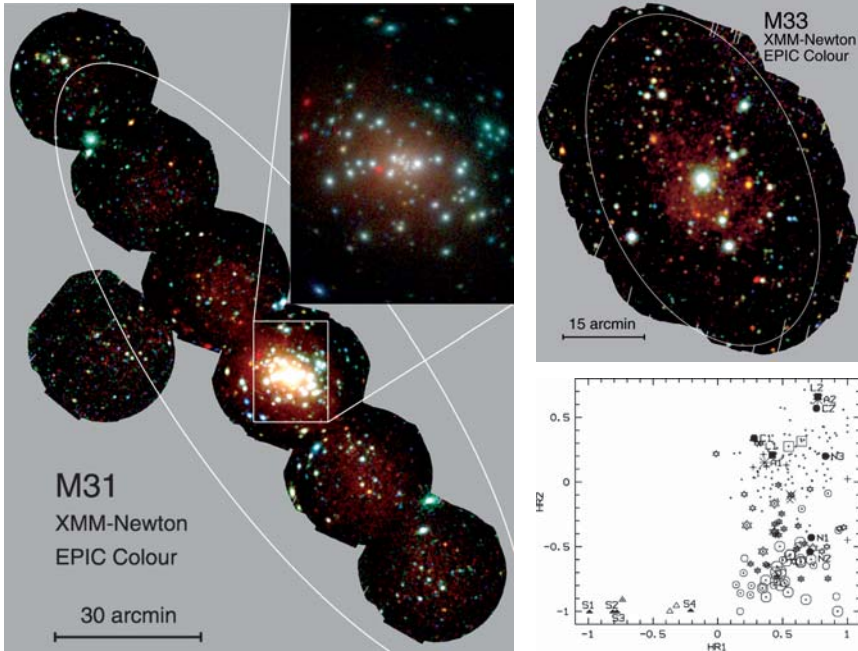 M31
XMM-Newton
EPIC Colour
30 arcmin
M33
XMM-Newton
EPIC Colour
15 arcmin
HR2
0.5
0
-0.5
-1
L2
A2
C2
C1
A1
N3
N1
N2
S1
S2
S3
S4
-1
-0.5
0
0.5
1
HR1